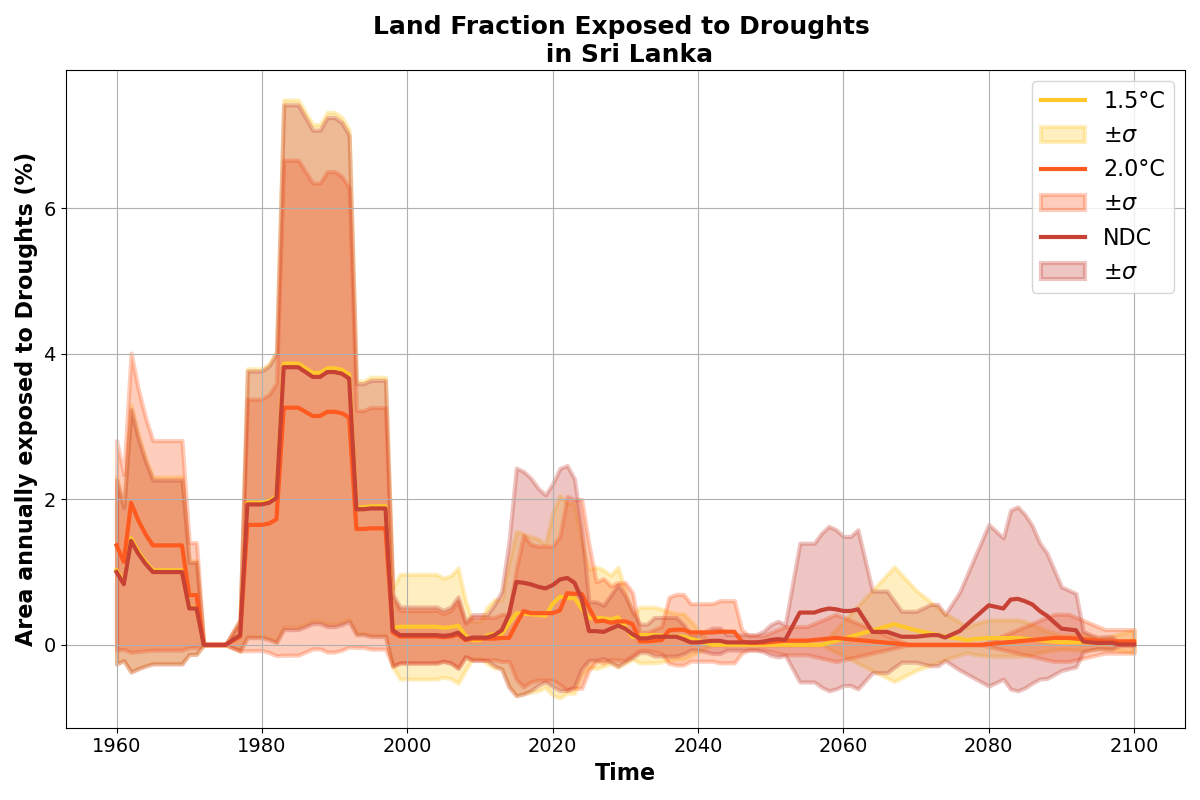 Land Fraction Exposed to Droughts
in Sri Lanka
Area annually exposed to Droughts (%)
6
4
2
0
1.5°C
±σ
2.0°C
±σ
NDC
±σ
1960 1980 2000 2020 2040 2060 2080 2100
Time